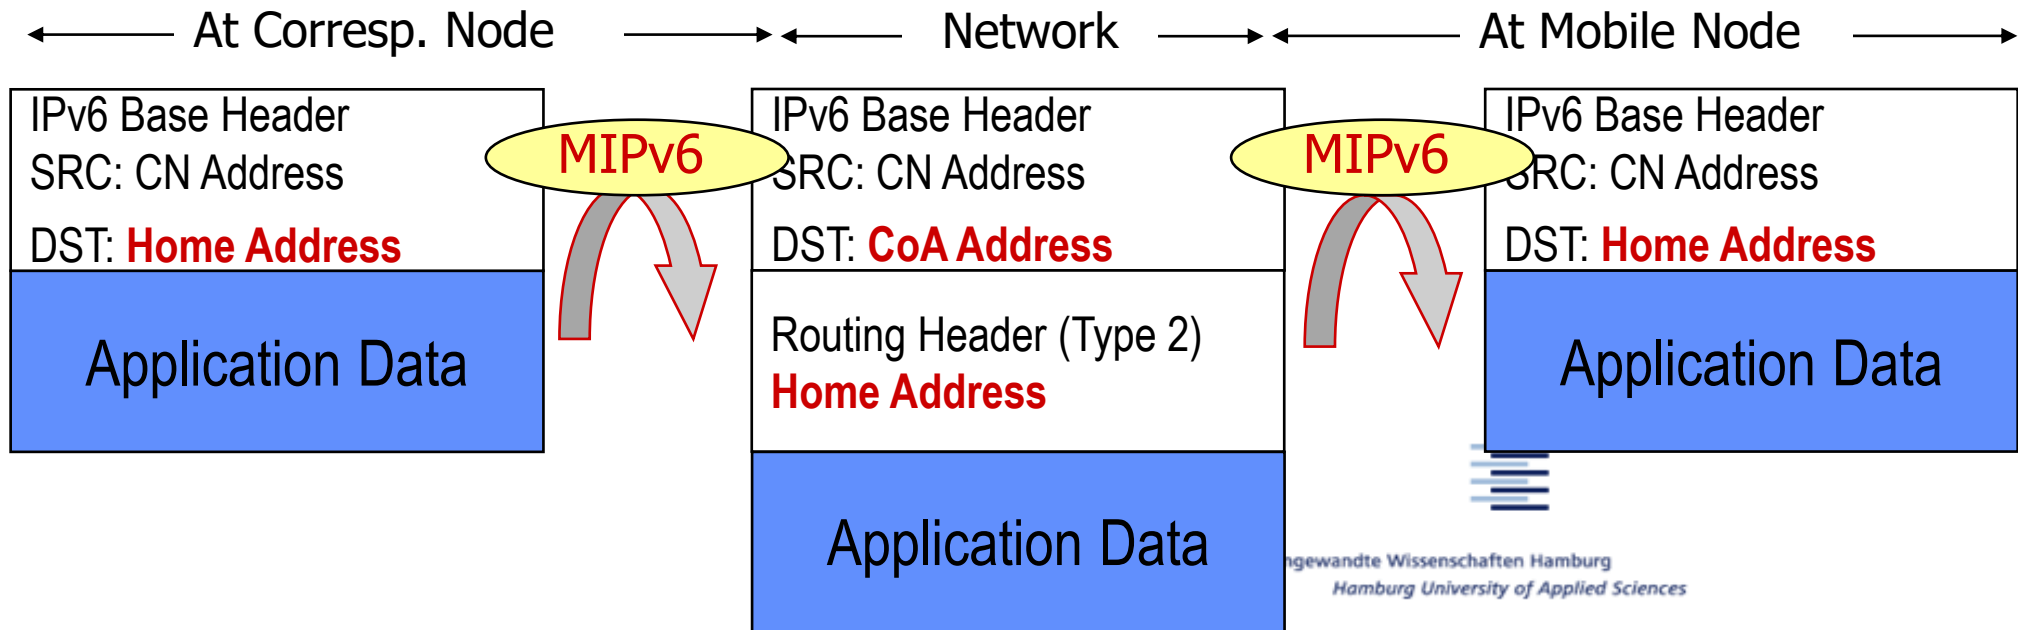 At Corresp. Node
Network
At Mobile Node
IPv6 Base Header
SRC: CN Address
DST: Home Address
Application Data
MIPv6
IPv6 Base Header
SRC: CN Address
DST: CoA Address
Routing Header (Type 2)
Home Address
Application Data
MIPv6
IPv6 Base Header
SRC: CN Address
DST: Home Address
Application Data
Wissenschaften Hamburg
Hamburg University of Applied Sciences